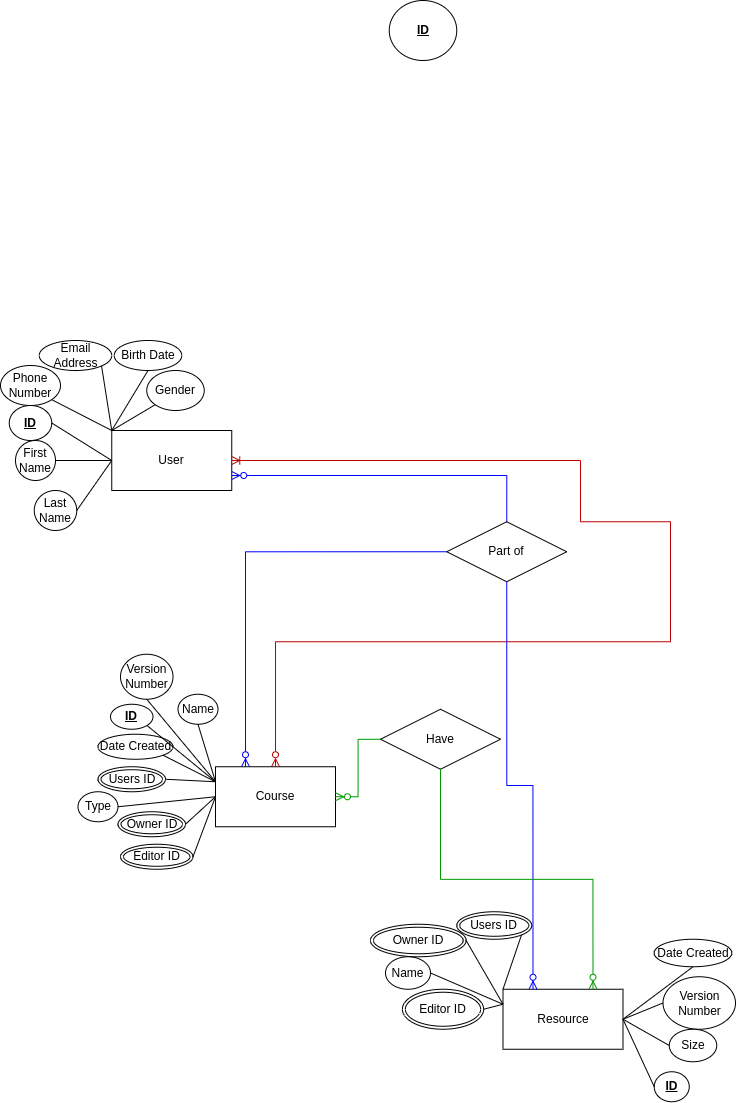 ID
Email
Address
Birth Date
Phone
Number
Gender
ID
First
Name
User
Last
Name
Part of
Version
Number
Name
ID
Date Created
Have
Users ID
Course
Type
Owner ID
Editor ID
Users ID
Owner ID
Date Created
Name
Version
Number
Editor ID
Resource
Size
ID